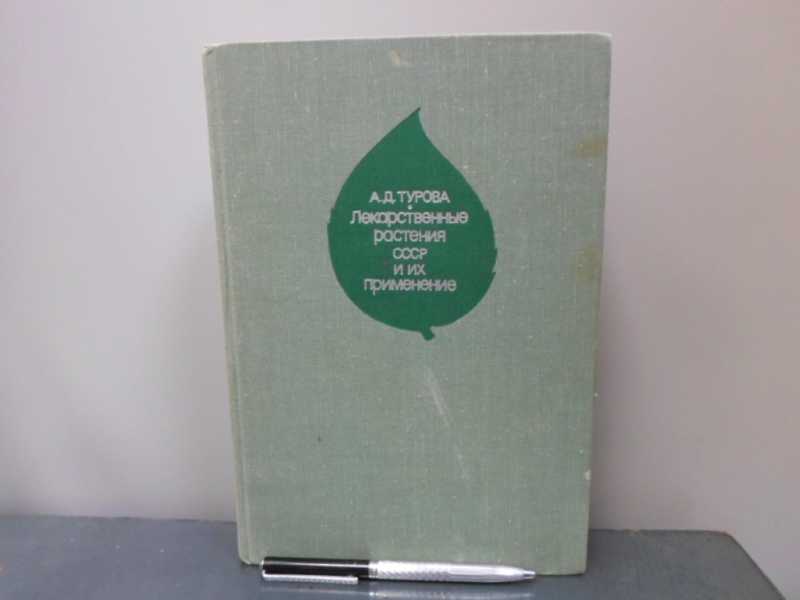 А.Д. ТУРОВА
Лекарственные
растения
СССР
и их
применение